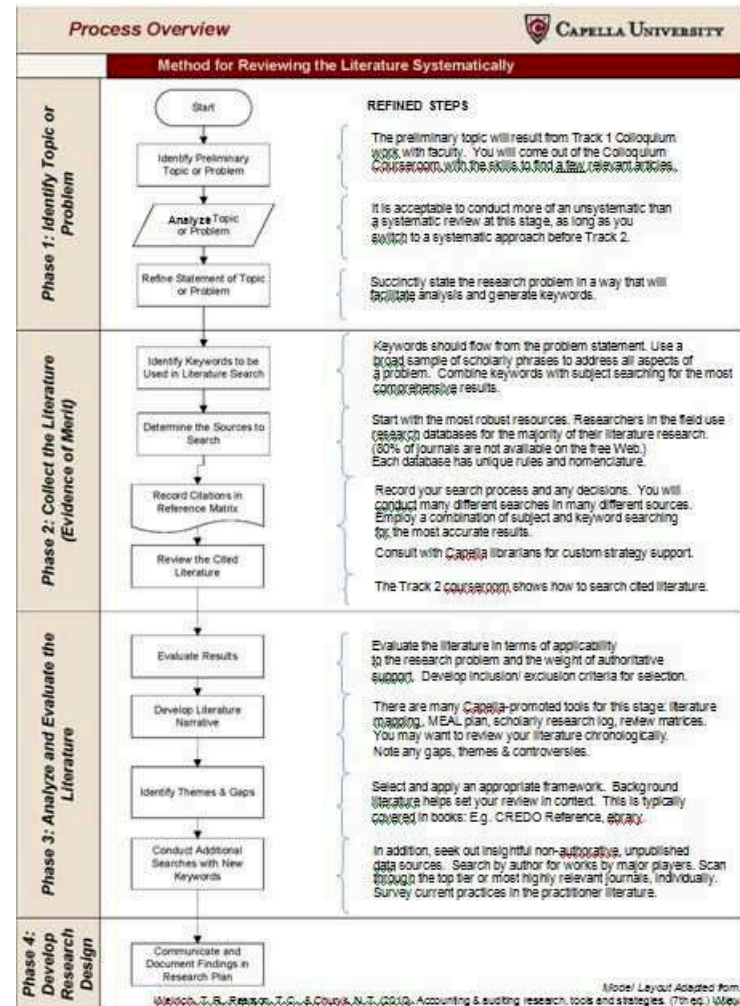 Process Overview
CAPELLA UNIVERSITY
Method for Reviewing the Literature Systematically
Phase 1: Identify Topic or
Problem
Start
Identify Preliminary
Topic or Problem
Analyze Topic
or Problem
Refine Statement of Topic
or Problem
REFINED STEPS
The preliminary topic will result from Track 1 Colloquium
work with faculty. You will come out of the Colloquium
Courseroom with the skills to find a few relevant articles.
It is acceptable to conduct more of an unsystematic than
a systematic review at this stage, as long as you
switch to a systematic approach before Track 2.
Succinctly state the research problem in a way that will
facilitate analysis and generate keywords.
Phase 2: Collect the Literature
(Evidence of Merit)
Identify Keywords to be
Used in Literature Search
Determine the Sources to
Search
Record Citations in
Reference Matrix
Review the Cited
Literature
Keywords should flow from the problem statement. Use a
broad sample of scholarly phrases to address all aspects of
a problem. Combine keywords with subject searching for the most
comprehensive results.
Start with the most robust resources. Researchers in the field use
research databases for the majority of their literature research.
(80% of journals are not available on the free Web.)
Each database has unique rules and nomenclature.
Record your search process and any decisions. You will
conduct many different searches in many different sources.
Employ a combination of subject and keyword searching
for the most accurate results.
Consult with Capella librarians for custom strategy support.
The Track 2 courseroom shows how to search cited literature.
Phase 3: Analyze and Evaluate the
Literature
Evaluate Results
Develop Literature
Narrative
Identify Themes & Gaps
Conduct Additional
Searches with New
Keywords
Evaluate the literature in terms of applicability
to the research problem and the weight of authoritative
support. Develop inclusion/ exclusion criteria for selection.
There are many Capella-promoted tools for this stage: literature
mapping, MEAL plan, scholarly research log, review matrices.
You may want to review your literature chronologically.
Note any gaps, themes & controversies.
Select and apply an appropriate framework. Background
literature helps set your review in context. This is typically
covered in books: E.g. CREDO Reference, ebrary.
In addition, seek out insightful non-authorative, unpublished
data sources. Search by author for works by major players. Scan
through the top tier or most highly relevant journals, individually.
Survey current practices in the practitioner literature.
Phase 4:
Develop
Research
Design
Communicate and
Document Findings in
Research Plan
Model Layout Adapted from
T. R., T. C., & N. T. (2010). Accounting & auditing research, tools and strategies. (7th ed.)